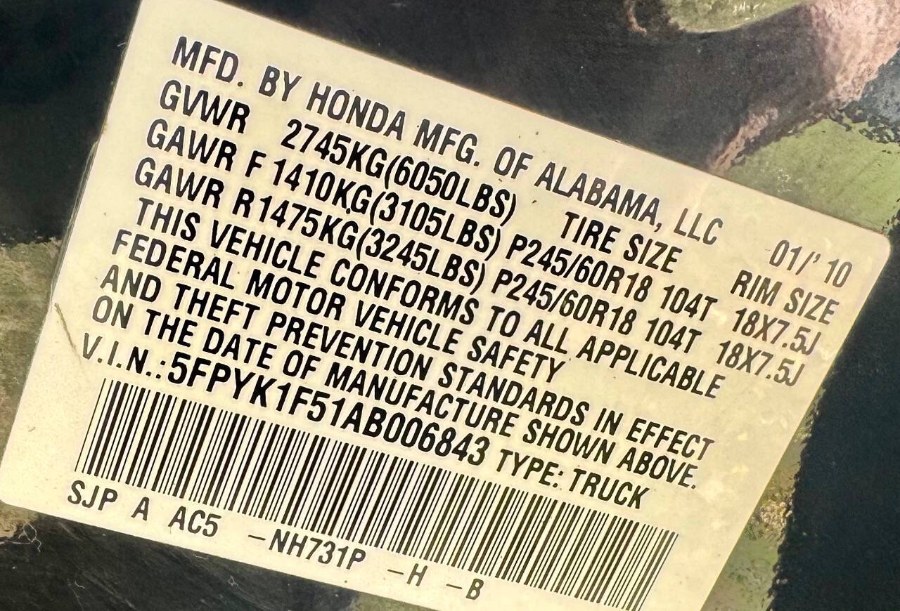 MFD. BY HONDA MFG. OF ALABAMA, LLC 01/'10
GVWR 2745KG(6050LBS) TIRE SIZE RIM SIZE
GAWR F 1410KG(3105LBS) P245/60R18 104T 18X7.5J
GAWR R1475KG(3245LBS) P245/60R18 104T 18X7.5J
THIS VEHICLE CONFORMS TO ALL APPLICABLE
FEDERAL MOTOR VEHICLE SAFETY
AND THEFT PREVENTION STANDARDS IN EFFECT
ON THE DATE OF MANUFACTURE SHOWN ABOVE.
V.I.N.:5FPYK1F51AB006843 TYPE: TRUCK
SJP A AC5 -NH731P -H -B